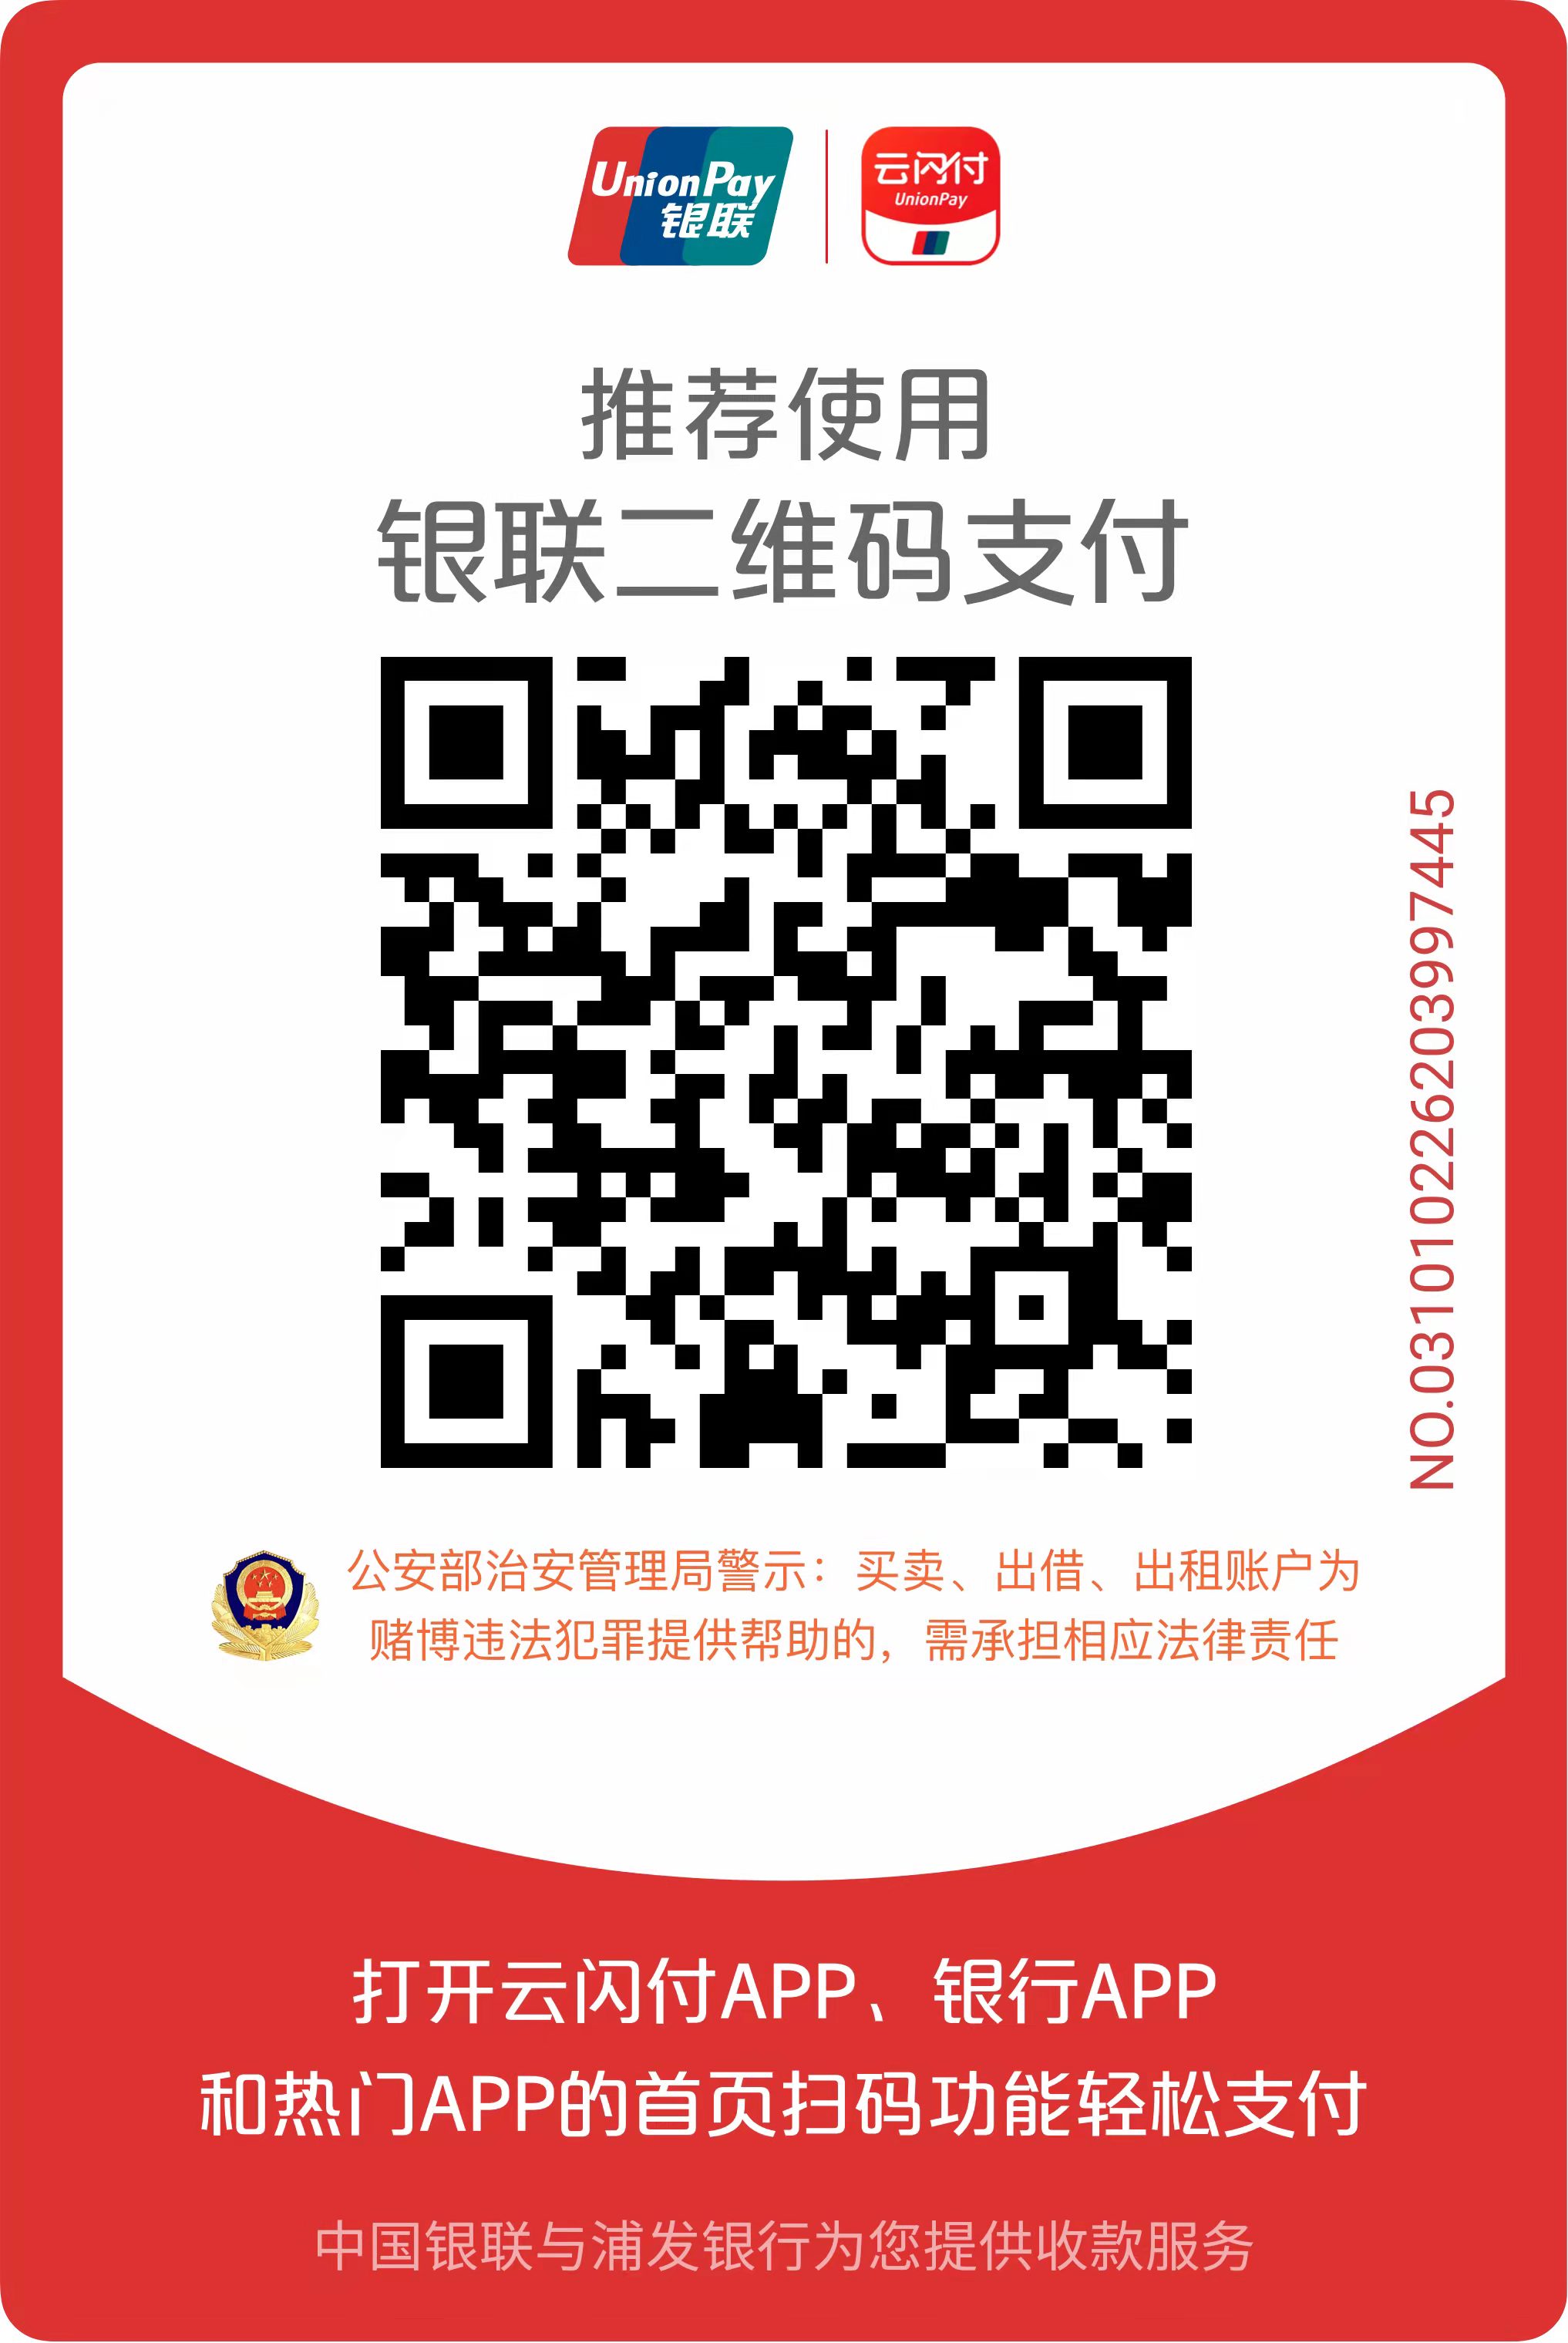 UnionPay
银联
云闪付
UnionPay
推荐使用
银联二维码支付
NO.0310102262039997445
公安部治安管理局警示：买卖、出借、出租账户为
赌博违法犯罪提供帮助的，需承担相应法律责任
打开云闪付APP、银行APP
和热门APP的首页扫码功能轻松支付
中国银联与浦发银行为您提供收款服务